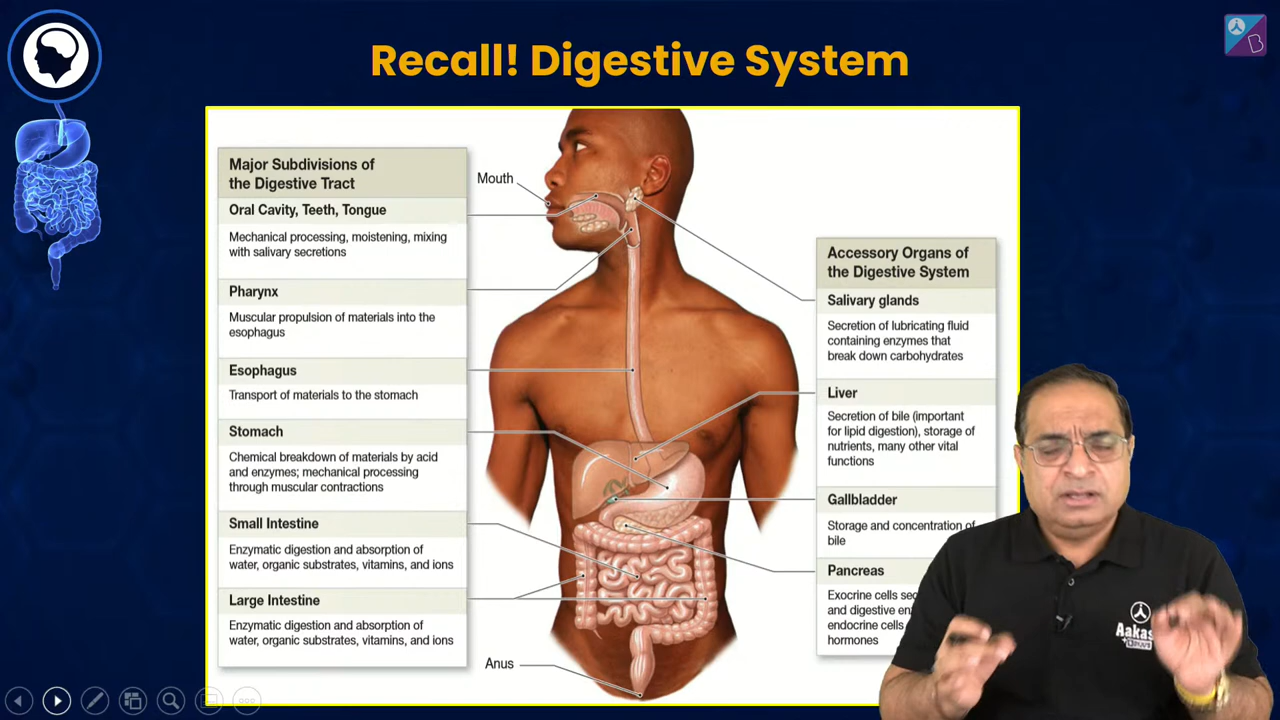 Recall! Digestive System
Major Subdivisions of
the Digestive Tract
Oral Cavity, Teeth, Tongue
Mechanical processing, moistening, mixing
with salivary secretions
Pharynx
Muscular propulsion of materials into the
esophagus
Esophagus
Transport of materials to the stomach
Stomach
Chemical breakdown of materials by acid
and enzymes; mechanical processing
through muscular contractions
Small Intestine
Enzymatic digestion and absorption of
water, organic substrates, vitamins, and ions
Large Intestine
Enzymatic digestion and absorption of
water, organic substrates, vitamins, and ions
Mouth
Anus
Accessory Organs of
the Digestive System
Salivary glands
Secretion of lubricating fluid
containing enzymes that
break down carbohydrates
Liver
Secretion of bile (important
for lipid digestion), storage of
nutrients, many other vital
functions
Gallbladder
Storage and concentration of
bile
Pancreas
Exocrine cells
and digestive
endocrine cells
hormones
B